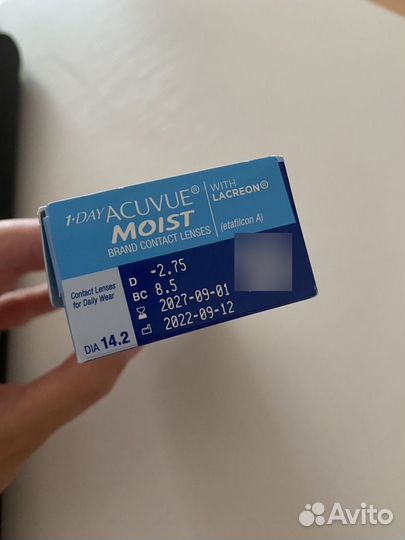 1·DAY ACUVUE®
MOIST
BRAND CONTACT LENSES
WITH
LACREON®
(etafilcon A)
Contact Lenses
for Daily Wear
DIA 14.2
D -2.75
BC 8.5
2027-09-01
2022-09-12
Avito